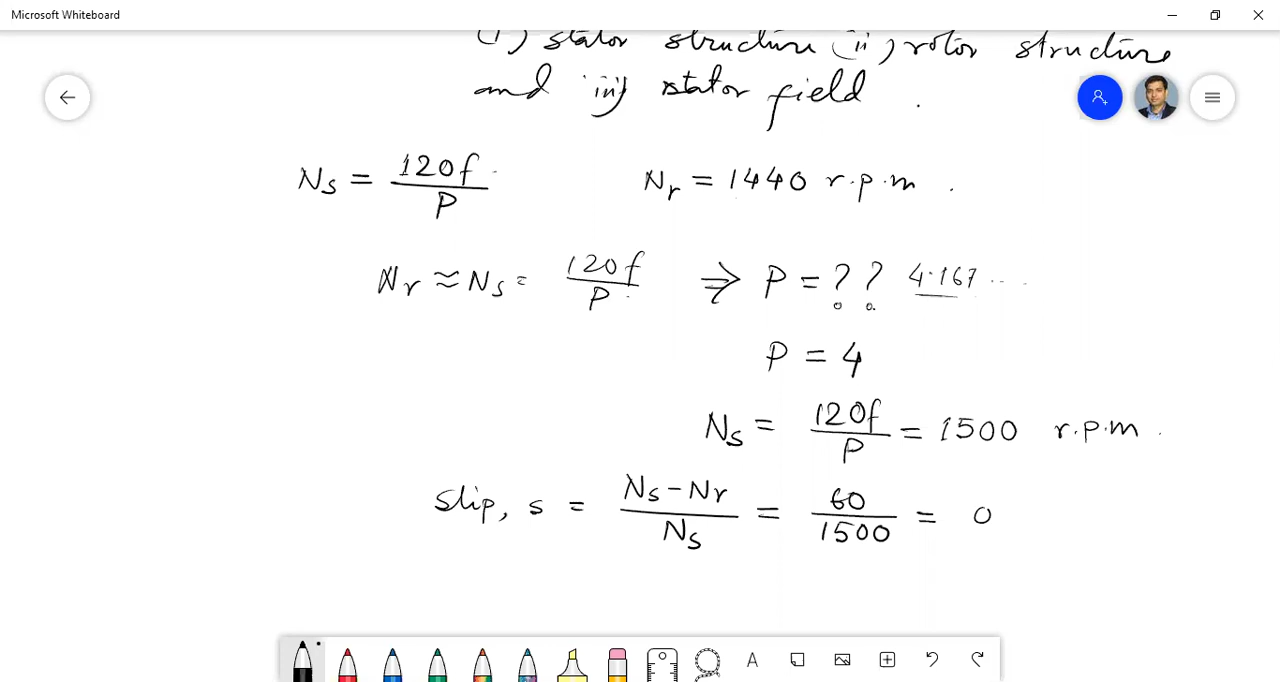 Microsoft Whiteboard
(i) stator structure (ii) rotor structure
and iii) stator field.
Ns = 120f / P    Nr = 1440 r.p.m.
Nr ≈ Ns = 120f / P ⇒ P = ?? 4.167....
P = 4
Ns = 120f / P = 1500 r.p.m.
Slip, s = Ns-Nr / Ns = 60 / 1500 = 0
A